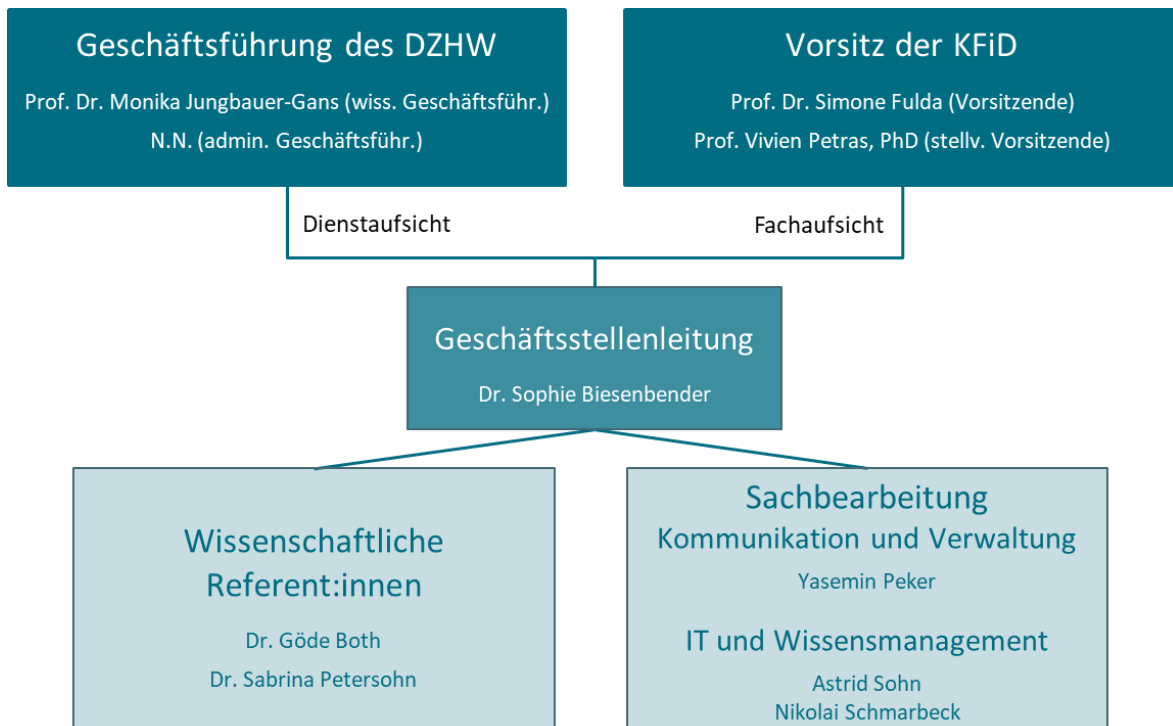 Geschäftsführung des DZHW
Prof. Dr. Monika Jungbauer-Gans (wiss. Geschäftsführ.)
N.N. (admin. Geschäftsführ.)
Vorsitz der KFiD
Prof. Dr. Simone Fulda (Vorsitzende)
Prof. Vivien Petras, PhD (stellv. Vorsitzende)
Dienstaufsicht
Fachaufsicht
Geschäftsstellenleitung
Dr. Sophie Biesenbender
Wissenschaftliche
Referent:innen
Dr. Göde Both
Dr. Sabrina Petersohn
Sachbearbeitung
Kommunikation und Verwaltung
Yasemin Peker
IT und Wissensmanagement
Astrid Sohn
Nikolai Schmarbeck